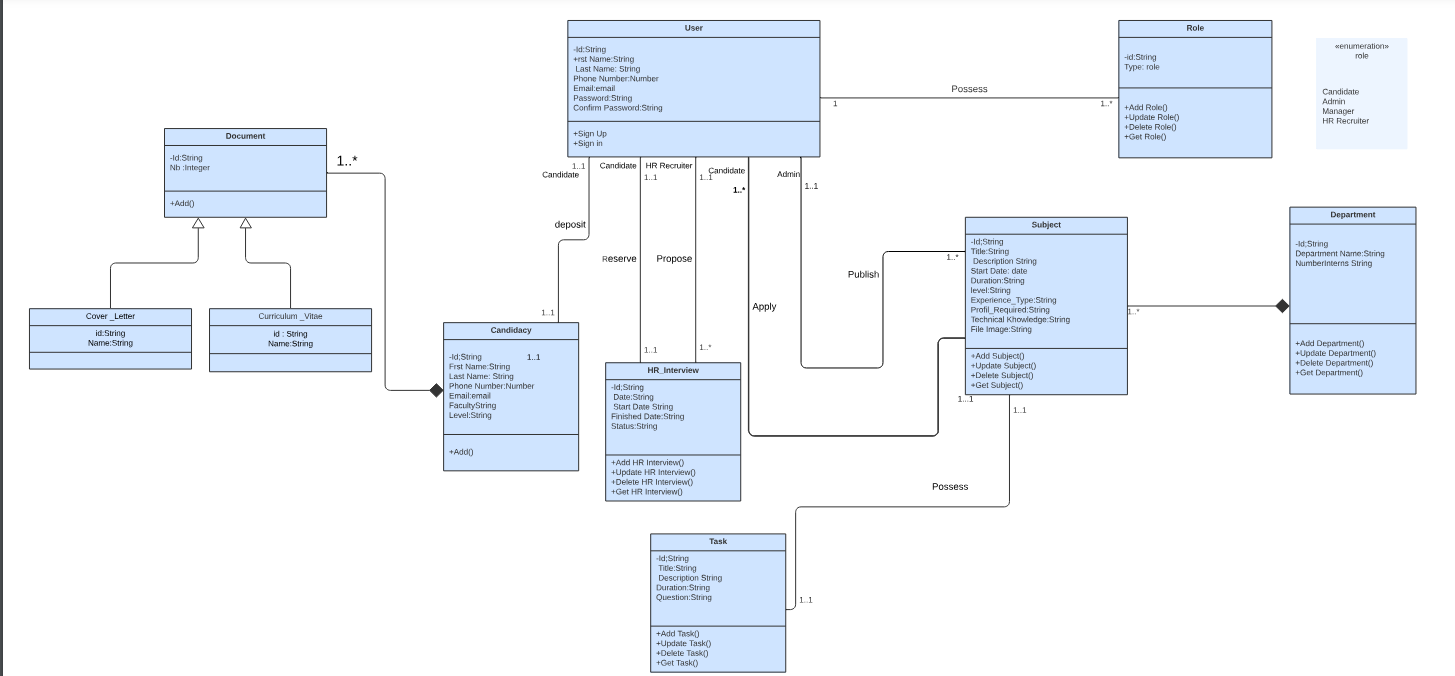 User
-Id:String
+rst Name:String
Last Name: String
Phone Number:Number
Email:email
Password:String
Confirm Password:String
+Sign Up
+Sign in
Role
-id:String
Type: role
+Add Role()
+Update Role()
+Delete Role()
+Get Role()
«enumeration»
role
Candidate
Admin
Manager
HR Recruiter
Possess
1
1..*
Document
-Id:String
Nb :Integer
+Add()
1..*
Cover _Letter
id:String
Name:String
Curriculum _Vitae
id : String
Name:String
1..1
Candidate
deposit
1..1
Candidate
1..1
Reserve
1..1
HR Recruiter
1..1
Propose
1..*
Candidate
1..*
Apply
1...1
Admin
1..1
Publish
1..*
Candidacy
-Id;String
1..1
Frst Name:String
Last Name: String
Phone Number:Number
Email:email
FacultyString
Level:String
+Add()
HR_Interview
-Id;String
Date:String
Start Date String
Finished Date:String
Status:String
+Add HR Interview()
+Update HR Interview()
+Delete HR Interview()
+Get HR Interview()
Subject
-Id;String
Title:String
Description String
Start Date: date
Duration:String
level:String
Experience_Type:String
Profil_Required:String
Technical Khowledge:String
File Image:String
+Add Subject()
+Update Subject()
+Delete Subject()
+Get Subject()
1..*
Department
-Id;String
Department Name:String
NumberInterns String
+Add Department()
+Update Department()
+Delete Department()
+Get Department()
1..1
Possess
1..1
Task
-Id;String
Title:String
Description String
Duration:String
Question:String
+Add Task()
+Update Task()
+Delete Task()
+Get Task()